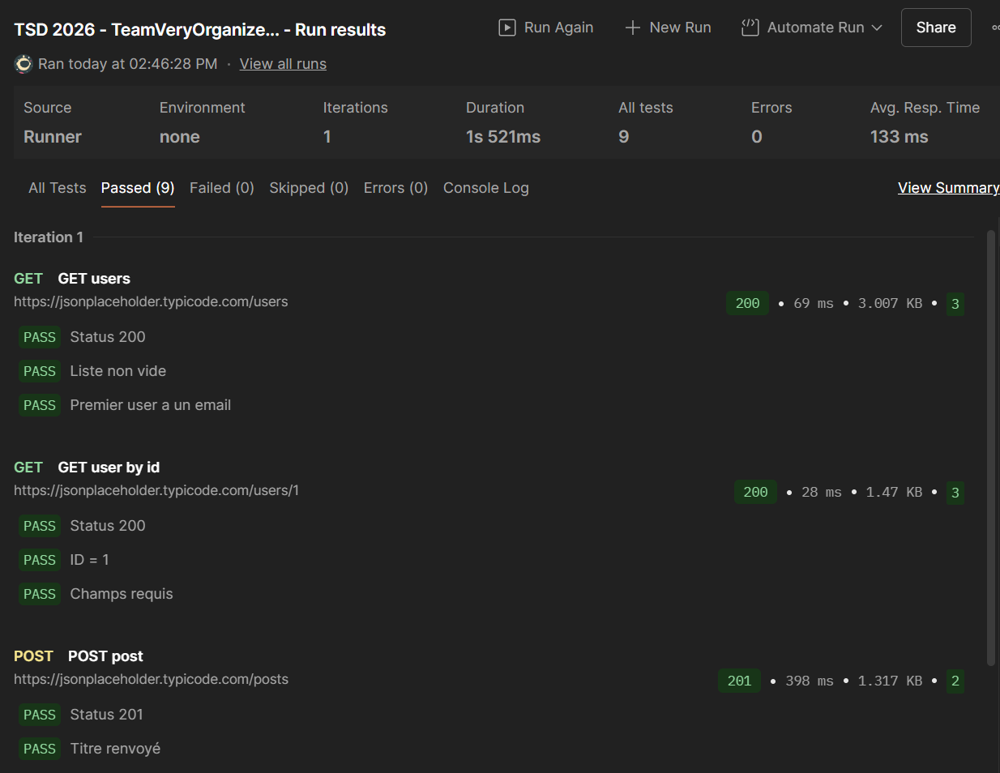 TSD 2026 - TeamVeryOrganize... - Run results
Run Again
New Run
Automate Run
Share
Ran today at 02:46:28 PM · View all runs
Source Environment Iterations Duration All tests Errors Avg. Resp. Time
Runner none 1 1s 521ms 9 0 133 ms
All Tests Passed (9) Failed (0) Skipped (0) Errors (0) Console Log View Summary
Iteration 1
GET GET users
https://jsonplaceholder.typicode.com/users
200 • 69 ms • 3.007 KB • 3
PASS Status 200
PASS Liste non vide
PASS Premier user a un email
GET GET user by id
https://jsonplaceholder.typicode.com/users/1
200 • 28 ms • 1.47 KB • 3
PASS Status 200
PASS ID = 1
PASS Champs requis
POST POST post
https://jsonplaceholder.typicode.com/posts
201 • 398 ms • 1.317 KB • 2
PASS Status 201
PASS Titre renvoyé